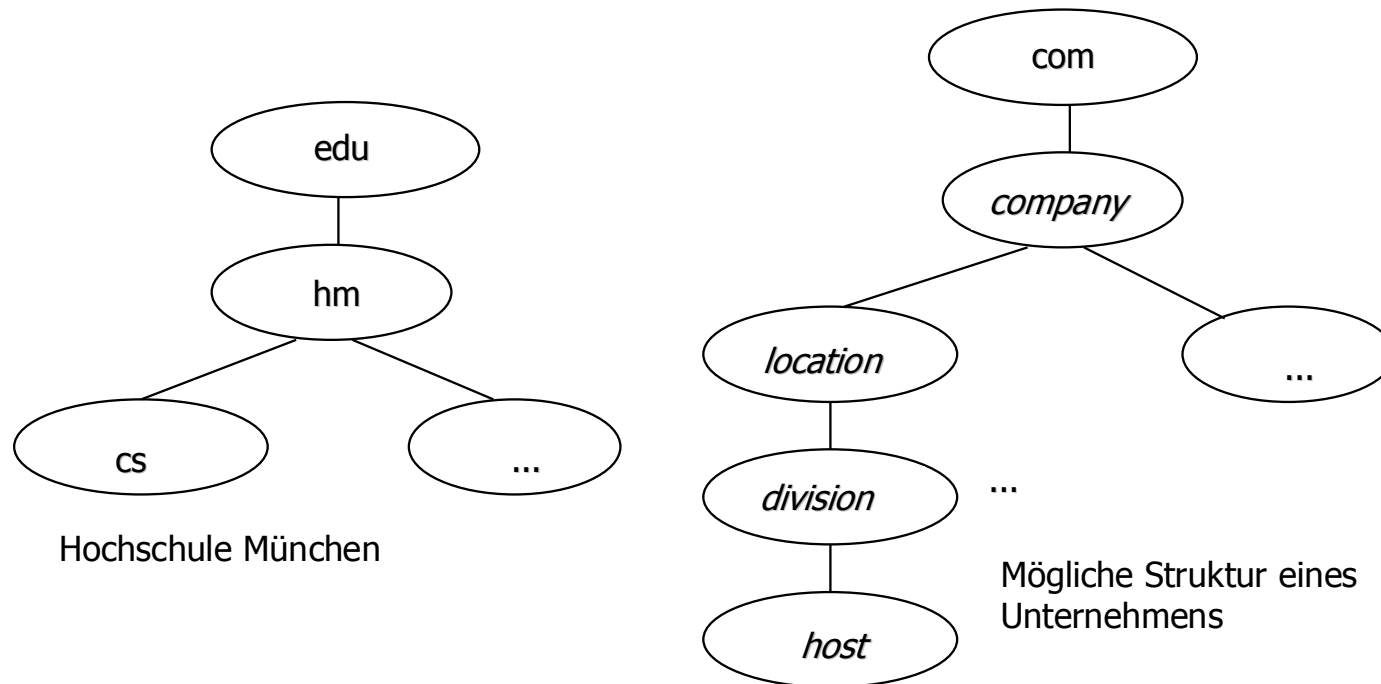 edu
hm
cs
...
Hochschule München
com
company
location
...
division
...
host
Mögliche Struktur eines
Unternehmens